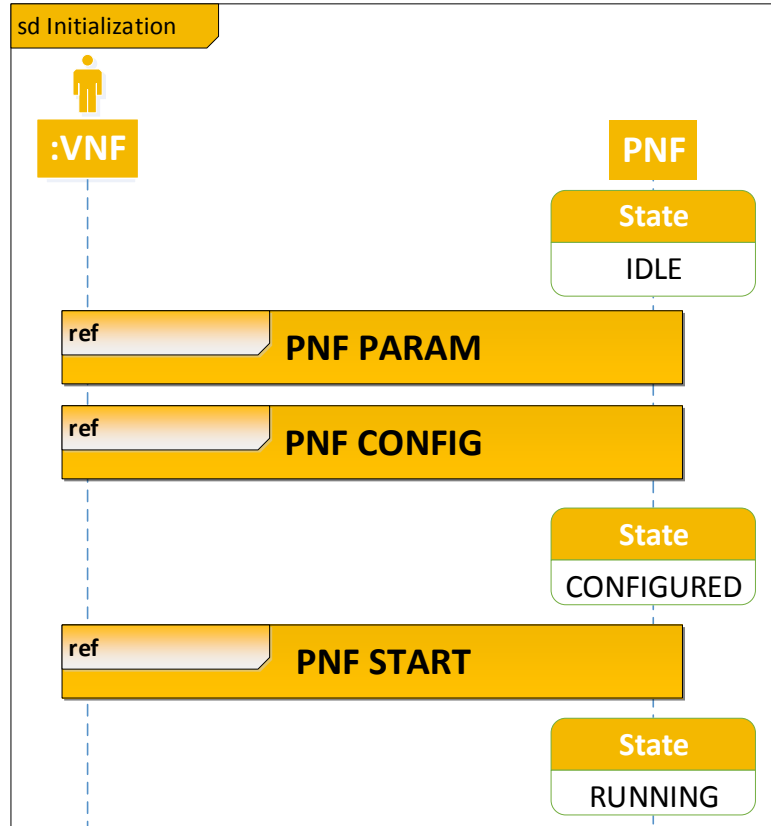 sd Initialization
:VNF
PNF
State
IDLE
ref
PNF PARAM
ref
PNF CONFIG
State
CONFIGURED
ref
PNF START
State
RUNNING